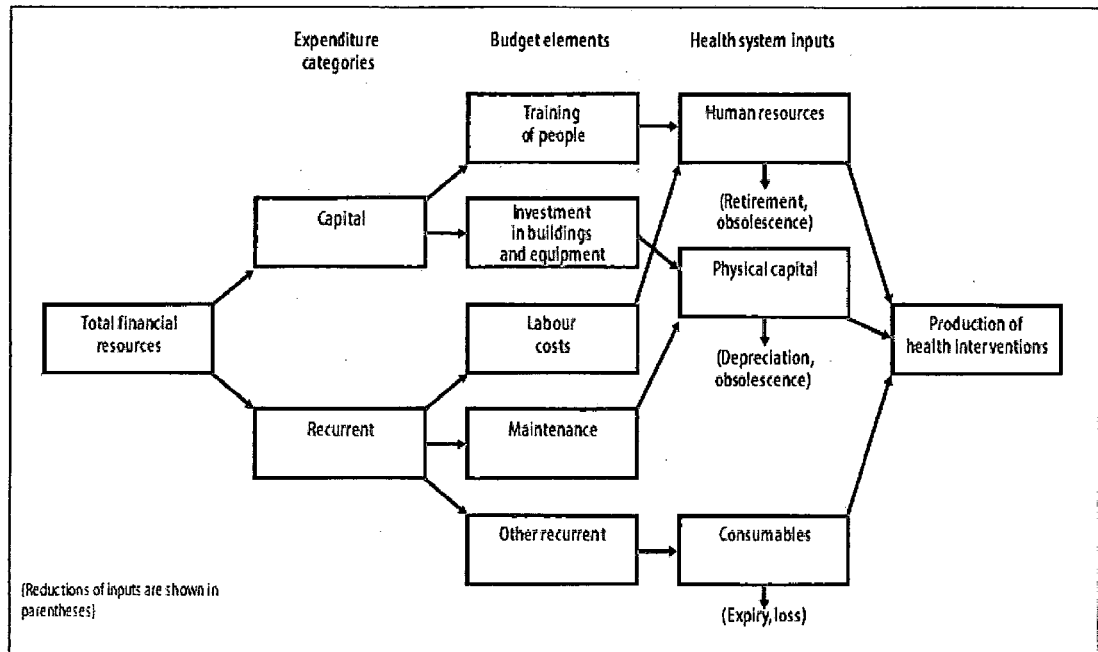 Expenditure
categories
Budget elements
Health system inputs
Training
of people
Human resources
(Retirement,
obsolescence)
Capital
Investment
in buildings
and equipment
Physical capital
Total financial
resources
Labour
costs
(Depreciation,
obsolescence)
Production of
health interventions
Recurrent
Maintenance
Other recurrent
Consumables
(Reductions of inputs are shown in
parentheses)
(Expiry, loss)